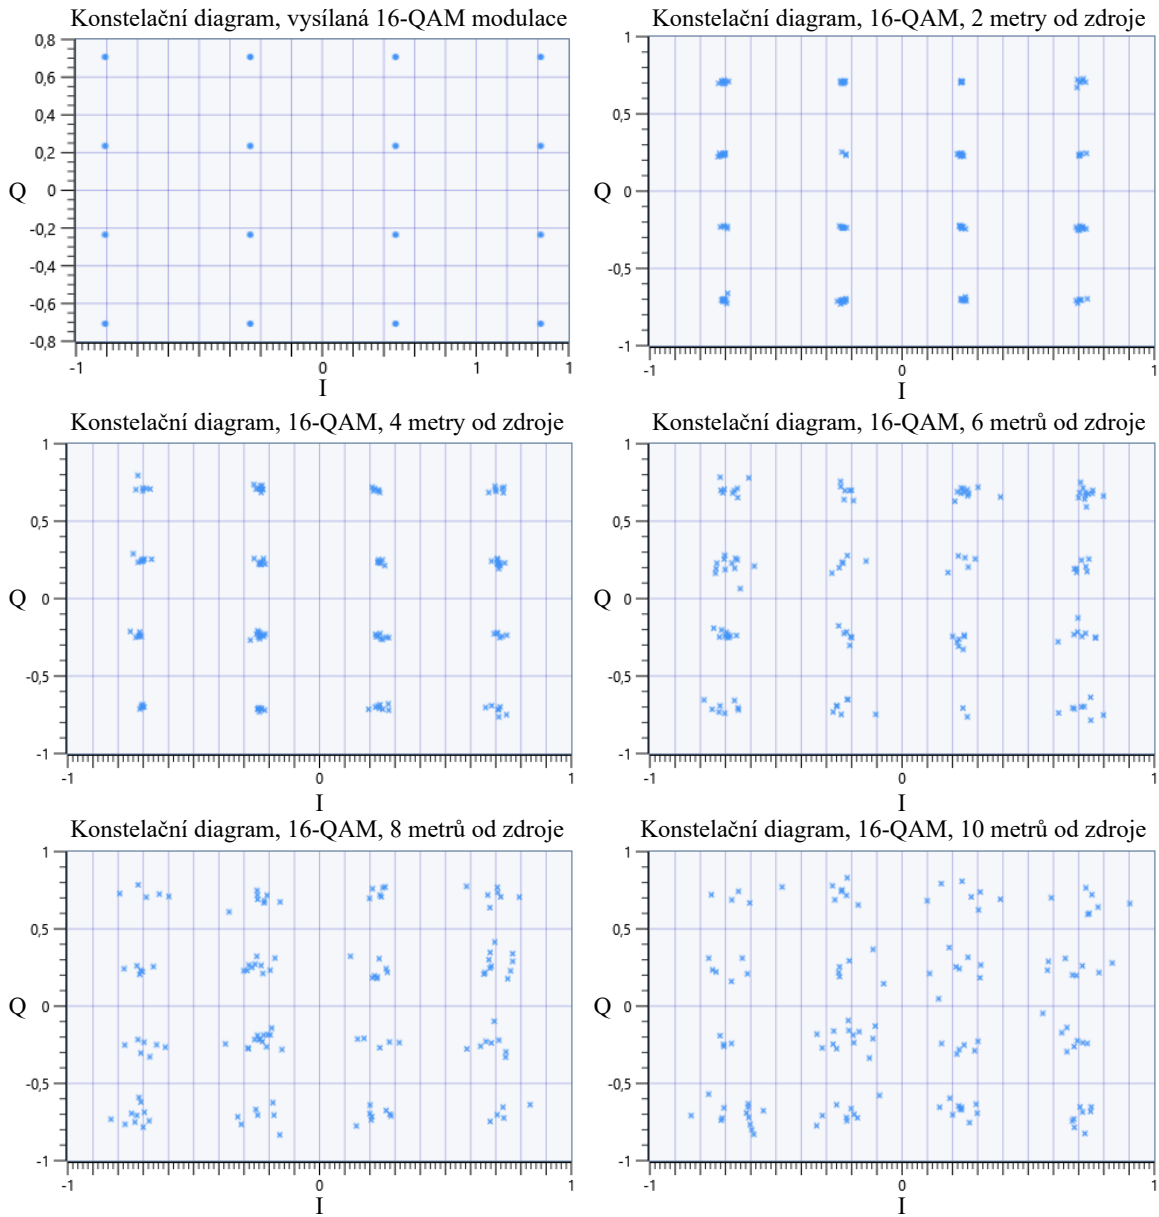 Konstelační diagram, vysílaná 16-QAM modulace
0,8
0,6
0,4
0,2
Q 0
-0,2
-0,4
-0,6
-0,8
-1 0 1 1
I
Konstelační diagram, 16-QAM, 2 metry od zdroje
1
0,5
Q 0
-0,5
-1
-1 0 1
I
Konstelační diagram, 16-QAM, 4 metry od zdroje
1
0,5
Q 0
-0,5
-1
-1 0 1
I
Konstelační diagram, 16-QAM, 6 metrů od zdroje
1
0,5
Q 0
-0,5
-1
-1 0 1
I
Konstelační diagram, 16-QAM, 8 metrů od zdroje
1
0,5
Q 0
-0,5
-1
-1 0 1
I
Konstelační diagram, 16-QAM, 10 metrů od zdroje
1
0,5
Q 0
-0,5
-1
-1 0 1
I